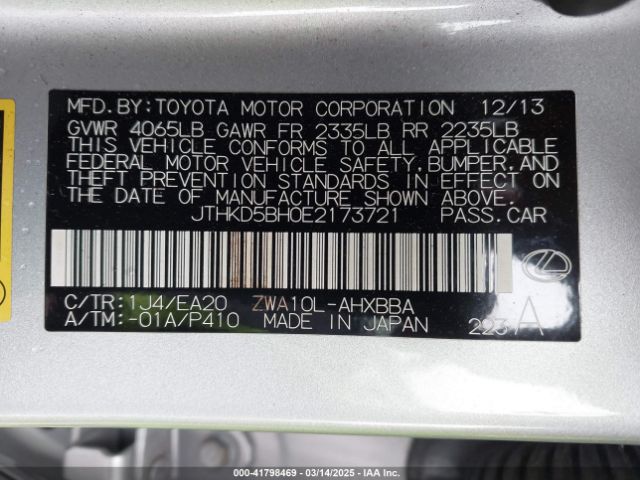 MFD.BY:TOYOTA MOTOR CORPORATION 12/13
GVWR 4065LB GAWR FR 2335LB RR 2235LB
THIS VEHICLE CONFORMS TO ALL APPLICABLE
FEDERAL MOTOR VEHICLE SAFETY,BUMPER,AND
THEFT PREVENTION STANDARDS IN EFFECT ON
THE DATE OF MANUFACTURE SHOWN ABOVE.
JTHKD5BH0E2173721 PASS.CAR
C/TR:1J4/EA20 ZWA10L-AHXBBA
A/TM:-01A/P410 MADE IN JAPAN A
000-41798469 - 03/14/2025 - IAA Inc.